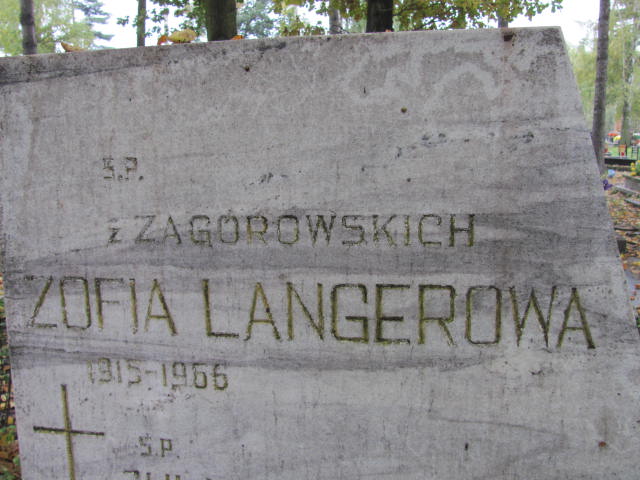 Ś.P.
z ZAGÓROWSKICH
ZOFIA LANGEROWA
1915-1966
Ś.P.